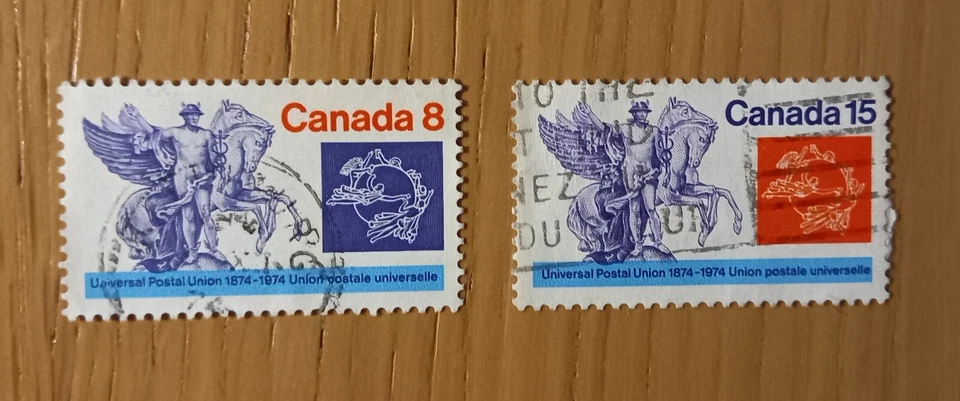 Canada 8
Universal Postal Union 1874-1974 Union postale universelle
Canada 15
TO THE
NEZ
DU
Universal Postal Union 1874-1974 Union postale universelle